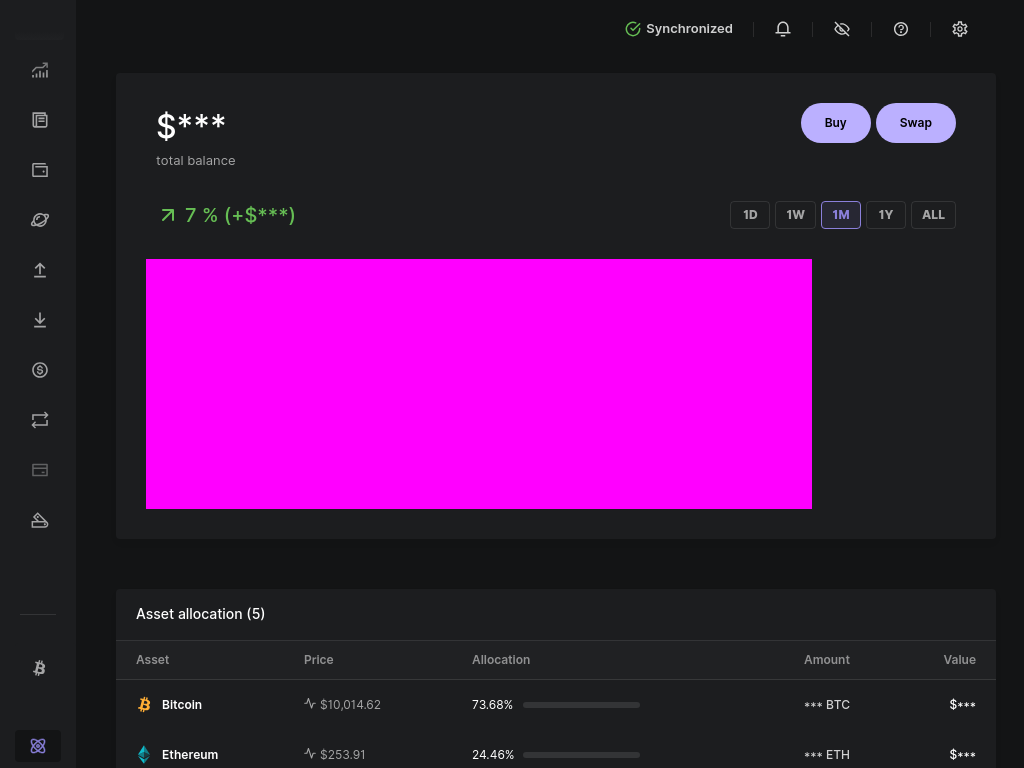 Synchronized
$***
total balance
Buy
Swap
7 % (+$***)
1D 1W 1M 1Y ALL
Asset allocation (5)
Asset Price Allocation Amount Value
Bitcoin $10,014.62 73.68% *** BTC $***
Ethereum $253.91 24.46% *** ETH $***